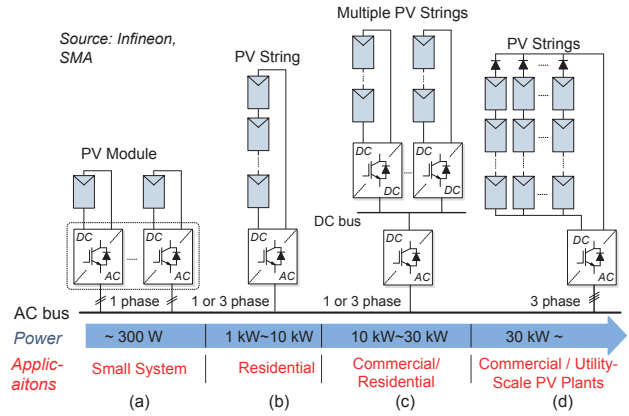 Multiple PV Strings
Source: Infineon,
SMA
PV String
PV Strings
PV Module
DC
DC
DC
DC
DC bus
DC
AC
DC
AC
DC
AC
DC
AC
DC
AC
1 phase
1 or 3 phase
1 or 3 phase
3 phase
AC bus
Power
~ 300 W
1 kW~10 kW
10 kW~30 kW
30 kW ~
Applic-
aitons
Small System
Residential
Commercial/
Residential
Commercial / Utility-
Scale PV Plants
(a)
(b)
(c)
(d)